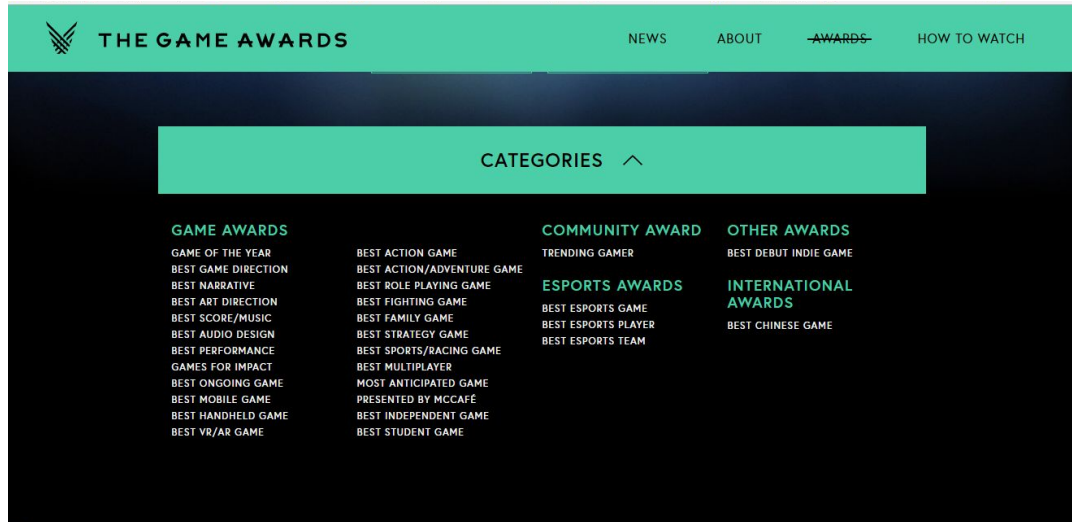 THE GAME AWARDS
NEWS
ABOUT
AWARDS
HOW TO WATCH
CATEGORIES
GAME AWARDS
GAME OF THE YEAR
BEST GAME DIRECTION
BEST NARRATIVE
BEST ART DIRECTION
BEST SCORE/MUSIC
BEST AUDIO DESIGN
BEST PERFORMANCE
GAMES FOR IMPACT
BEST ONGOING GAME
BEST MOBILE GAME
BEST HANDHELD GAME
BEST VR/AR GAME
BEST ACTION GAME
BEST ACTION/ADVENTURE GAME
BEST ROLE PLAYING GAME
BEST FIGHTING GAME
BEST FAMILY GAME
BEST STRATEGY GAME
BEST SPORTS/RACING GAME
BEST MULTIPLAYER
MOST ANTICIPATED GAME
PRESENTED BY MCCAFÉ
BEST INDEPENDENT GAME
BEST STUDENT GAME
COMMUNITY AWARD
TRENDING GAMER
ESPORTS AWARDS
BEST ESPORTS GAME
BEST ESPORTS PLAYER
BEST ESPORTS TEAM
OTHER AWARDS
BEST DEBUT INDIE GAME
INTERNATIONAL
AWARDS
BEST CHINESE GAME